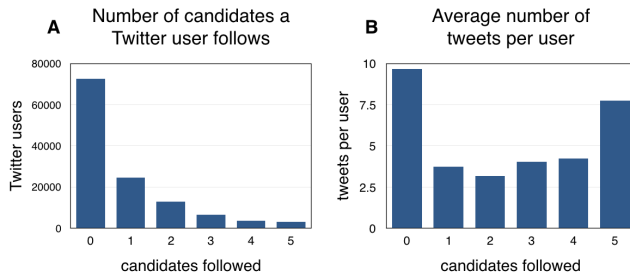 A
Number of candidates a
Twitter user follows
80000
60000
40000
20000
0
Twitter users
0 1 2 3 4 5
candidates followed
B
Average number of
tweets per user
10
7.5
5
2.5
0
tweets per user
0 1 2 3 4 5
candidates followed